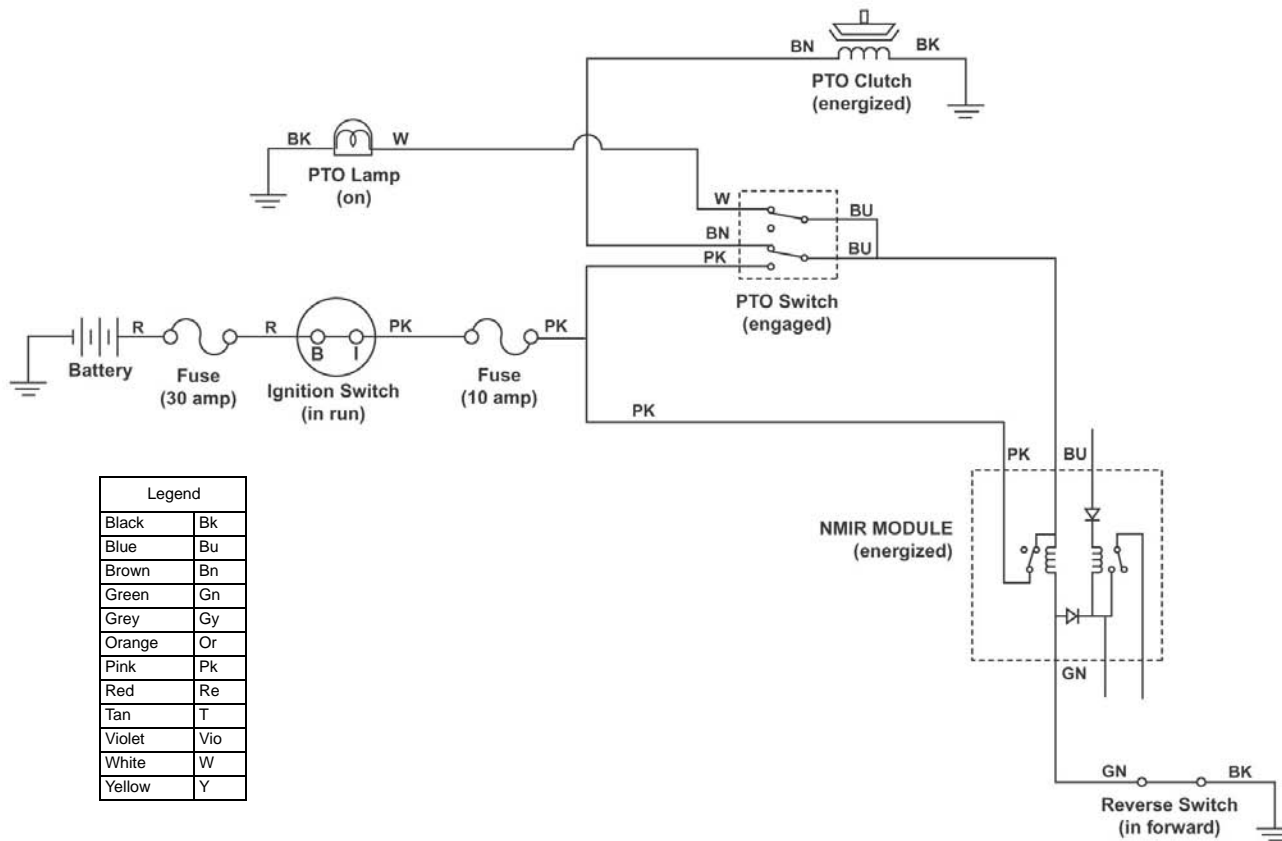 BN
BK
PTO Clutch
(energized)
BK
W
PTO Lamp
(on)
W
BU
BN
BU
PK
PTO Switch
(engaged)
R
R
PK
PK
B
I
Battery
Fuse
(30 amp)
Ignition Switch
(in run)
Fuse
(10 amp)
PK
PK
BU
NMIR MODULE
(energized)
GN
GN
BK
Reverse Switch
(in forward)
Legend
Black Bk
Blue Bu
Brown Bn
Green Gn
Grey Gy
Orange Or
Pink Pk
Red Re
Tan T
Violet Vio
White W
Yellow Y